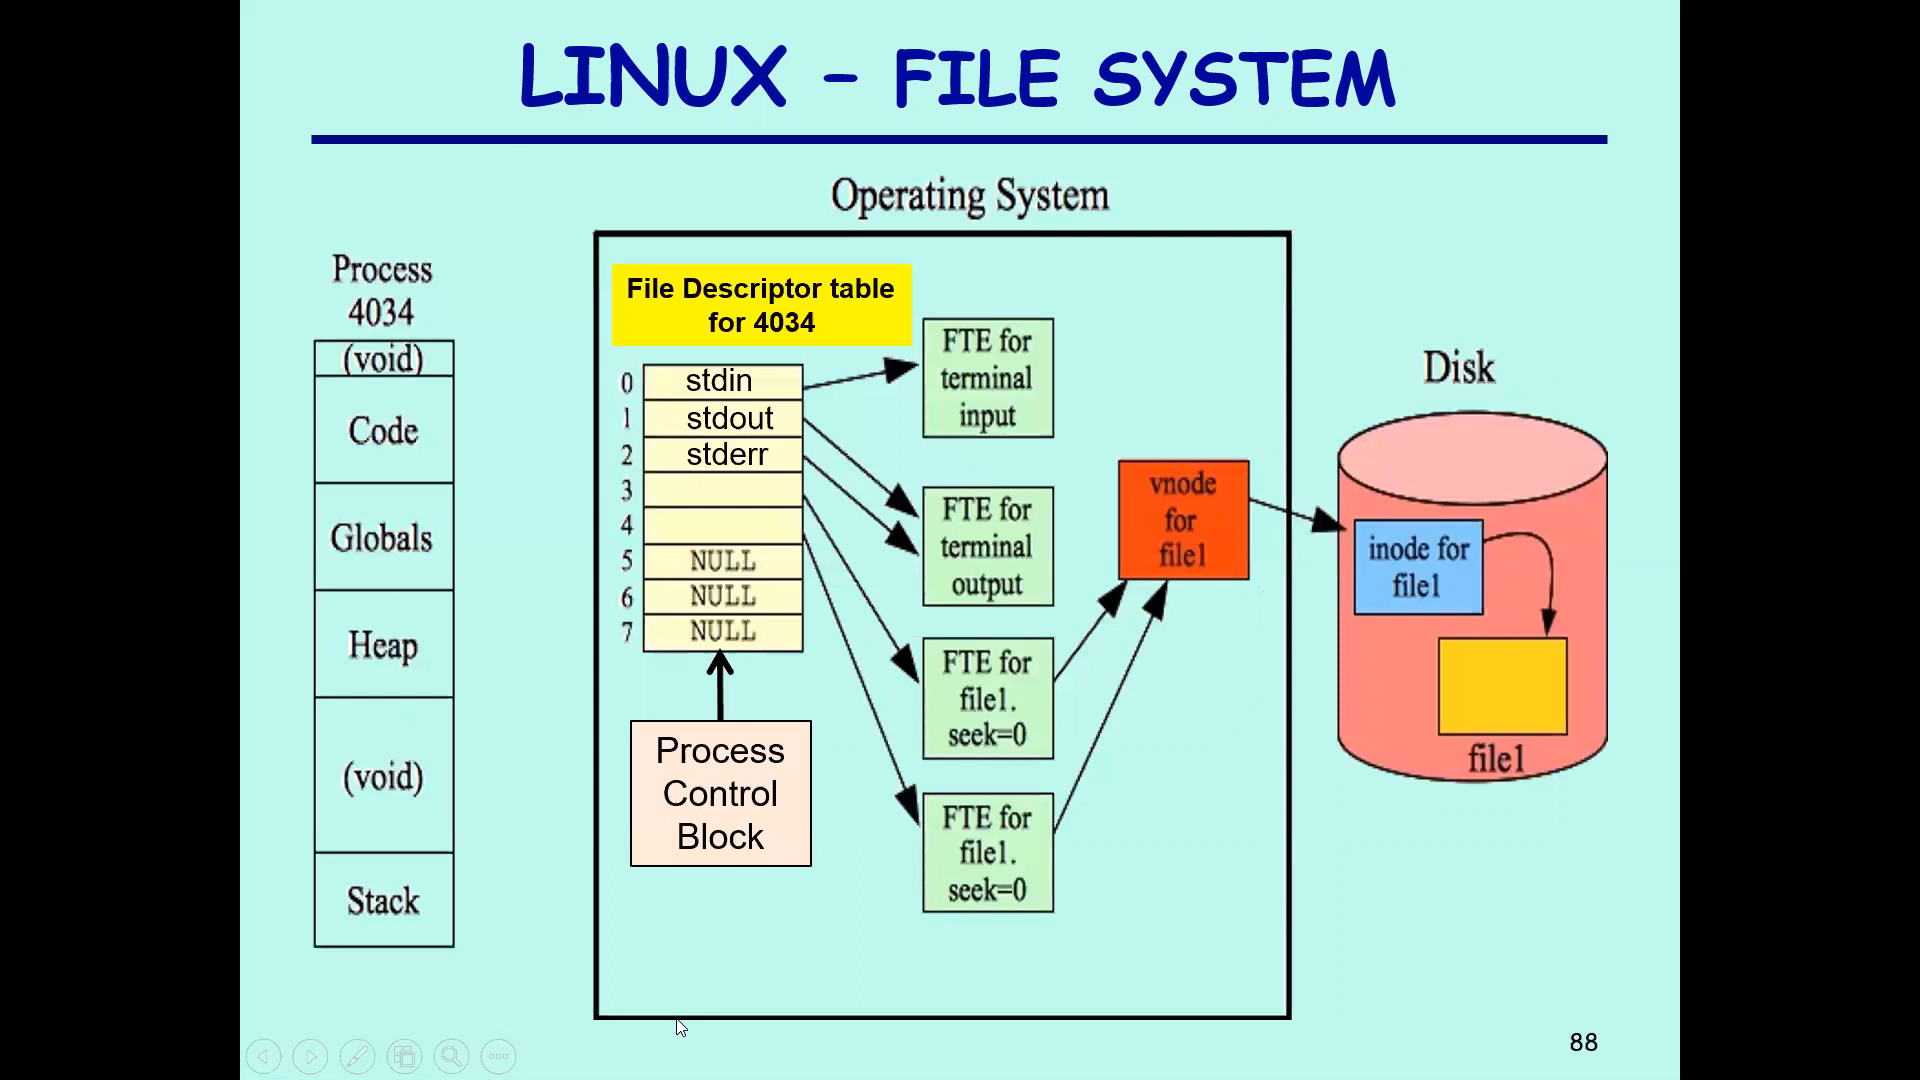 LINUX – FILE SYSTEM
Operating System
Process
4034
(void)
Code
Globals
Heap
(void)
Stack
File Descriptor table
for 4034
0 stdin
1 stdout
2 stderr
3
4
5 NULL
6 NULL
7 NULL
Process
Control
Block
FTE for
terminal
input
FTE for
terminal
output
FTE for
file1.
seek=0
FTE for
file1.
seek=0
vnode
for
file1
Disk
inode for
file1
file1
88